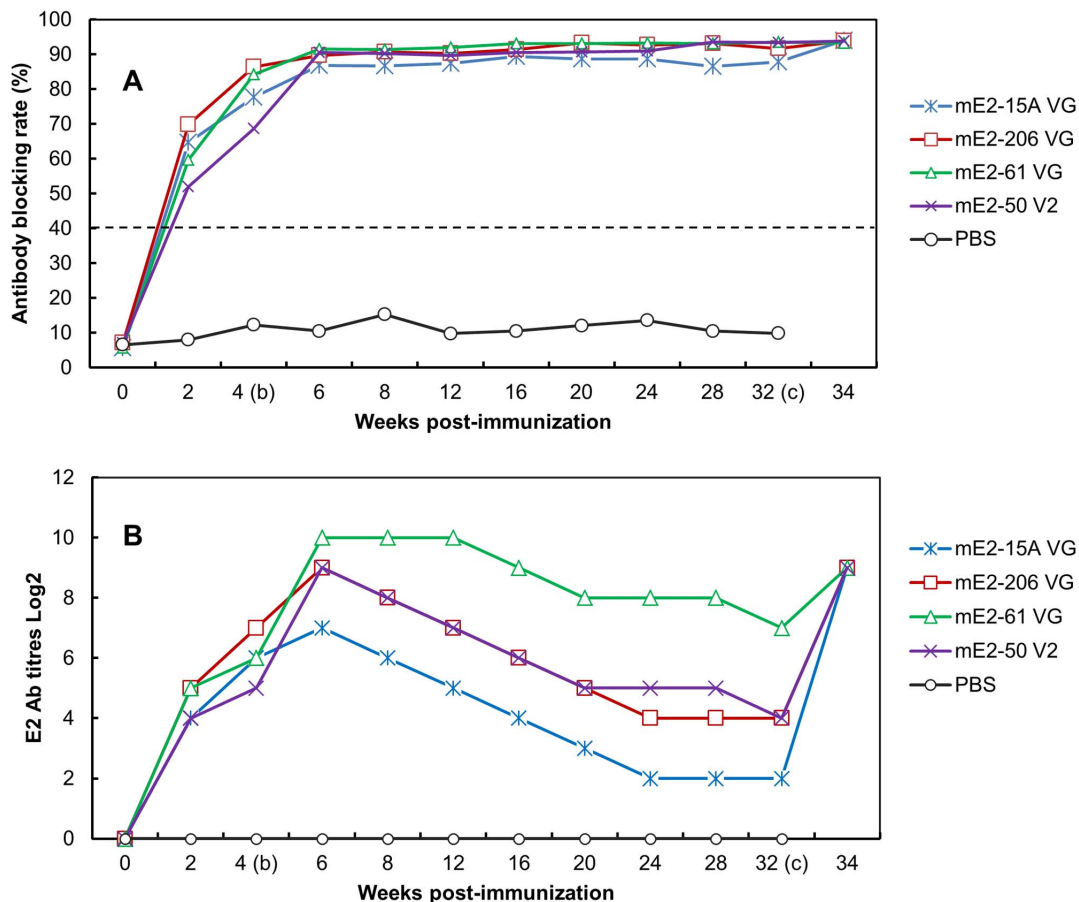 100
90
80
70
60
50
40
30
20
10
0
Antibody blocking rate (%)
A
0 2 4 (b) 6 8 12 16 20 24 28 32 (c) 34
Weeks post-immunization
mE2-15A VG
mE2-206 VG
mE2-61 VG
mE2-50 V2
PBS
12
10
8
6
4
2
0
E2 Ab titres Log2
B
0 2 4 (b) 6 8 12 16 20 24 28 32 (c) 34
Weeks post-immunization
mE2-15A VG
mE2-206 VG
mE2-61 VG
mE2-50 V2
PBS